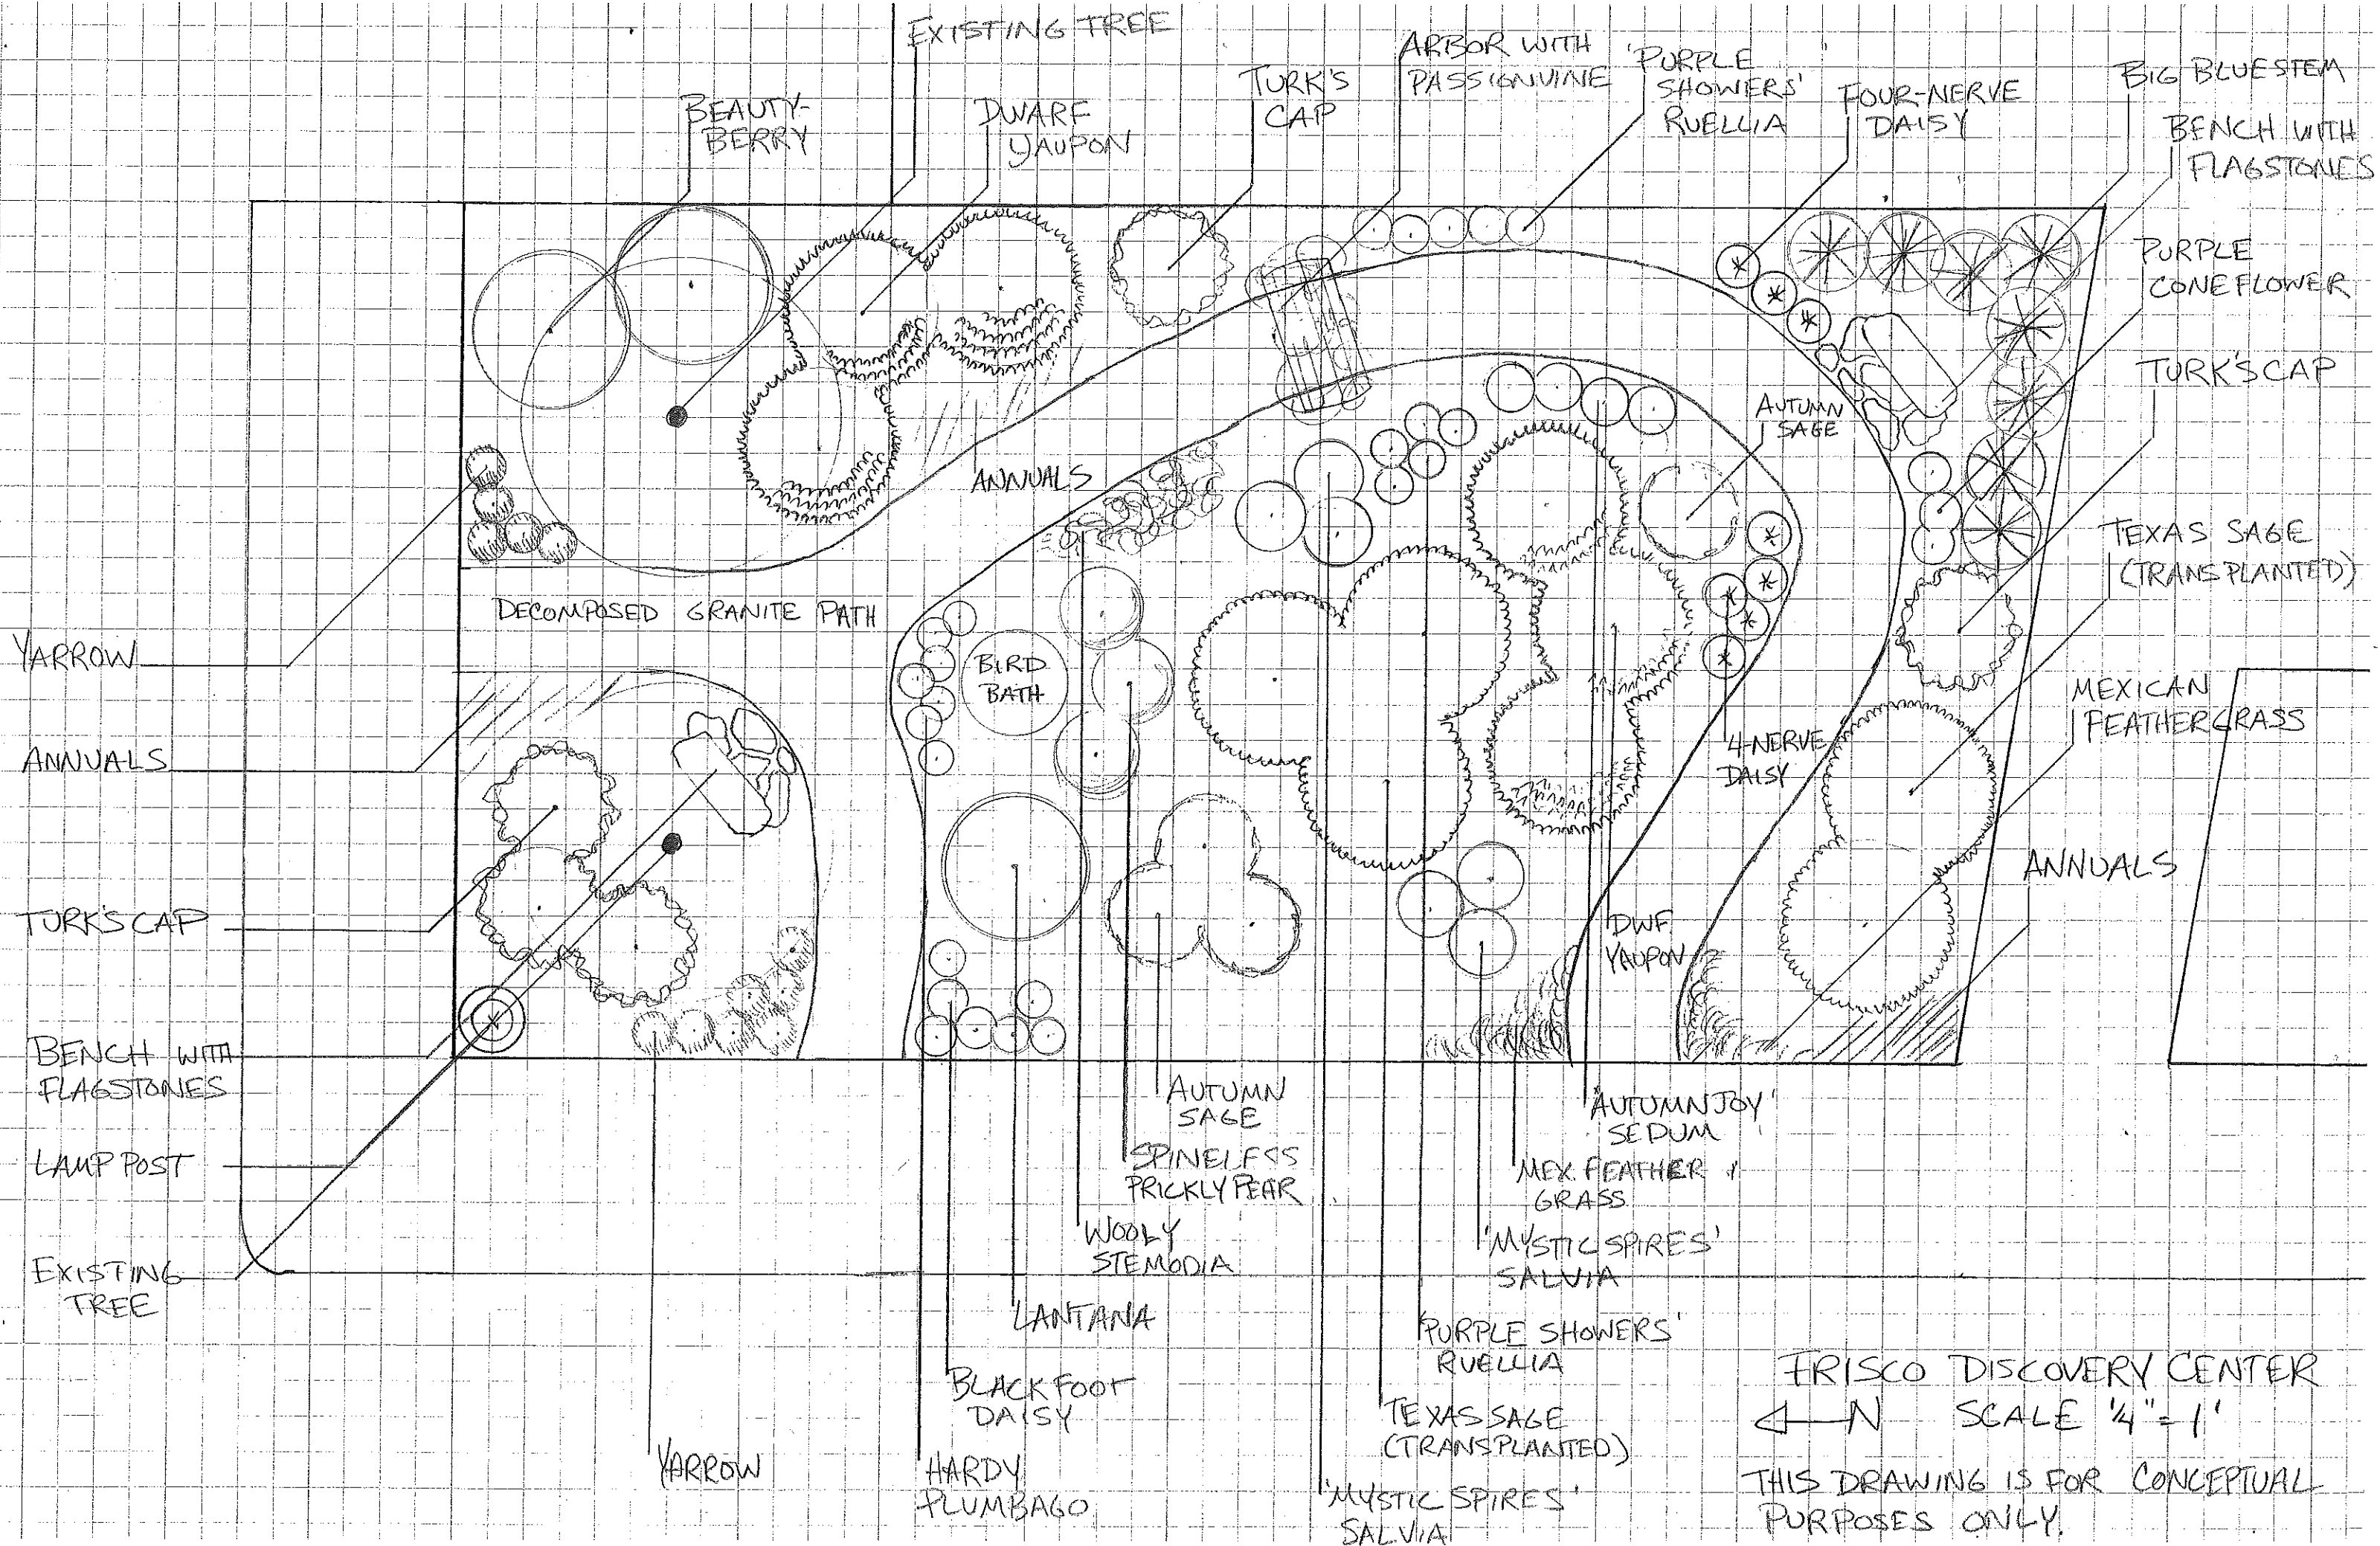 EXISTING TREE
BEAUTY-
BERRY
DWARF
YAUPON
TURK'S
CAP
ARBOR WITH
PASSIONVINE
'PURPLE
SHOWERS'
RUELLIA
FOUR-NERVE
DAISY
BIG BLUESTEM
BENCH WITH
FLAGSTONES
PURPLE
CONEFLOWER
TURK'S CAP
AUTUMN
SAGE
ANNUALS
TEXAS SAGE
(TRANSPLANTED)
DECOMPOSED GRANITE PATH
YARROW
BIRD
BATH
MEXICAN
FEATHERGRASS
4-NERVE
DAISY
ANNUALS
ANNUALS
TURK'S CAP
DWF.
YAUPON
BENCH WITH
FLAGSTONES
LAMP POST
EXISTING
TREE
AUTUMN
SAGE
SPINELESS
PRICKLY PEAR
WOOLY
STEMODIA
LANTANA
BLACKFOOT
DAISY
HARDY
PLUMBAGO
YARROW
'AUTUMN JOY'
SEDUM
MEX. FEATHER
GRASS
'MYSTIC SPIRES'
SALVIA
'PURPLE SHOWERS'
RUELLIA
TEXAS SAGE
(TRANSPLANTED)
'MYSTIC SPIRES'
SALVIA
FRISCO DISCOVERY CENTER
N SCALE 1/4" = 1'
THIS DRAWING IS FOR CONCEPTUAL
PURPOSES ONLY.